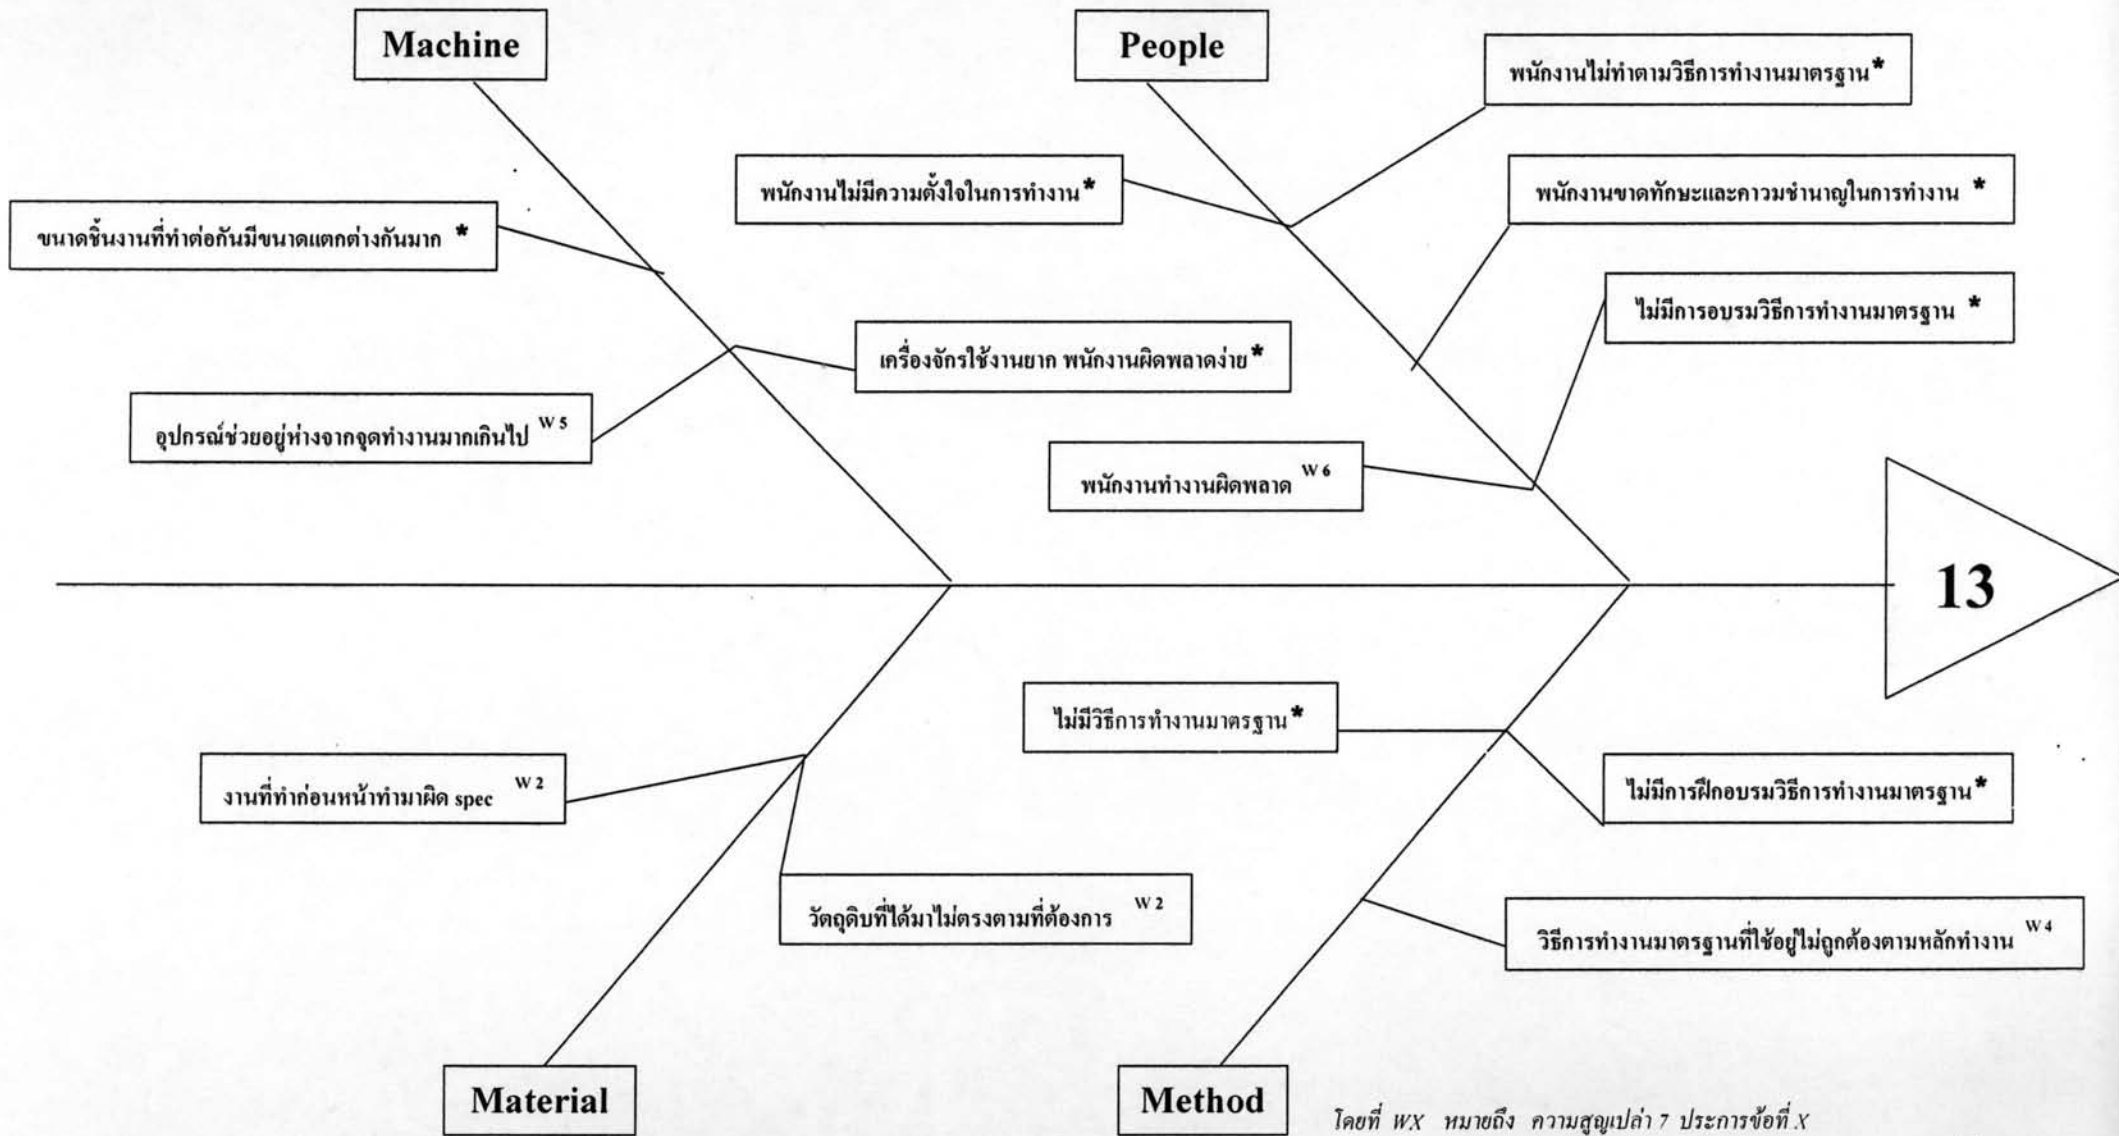 Machine
People
พนักงานไม่ทำตามวิธีการทำงานมาตรฐาน *
พนักงานไม่มีความตั้งใจในการทำงาน *
พนักงานขาดทักษะและคาวมชำนาญในการทำงาน *
ขนาดชิ้นงานที่ทำต่อกันมีขนาดแตกต่างกันมาก *
ไม่มีการอบรมวิธีการทำงานมาตรฐาน *
เครื่องจักรใช้งานยาก พนักงานผิดพลาดง่าย *
อุปกรณ์ช่วยอยู่ห่างจากจุดทำงานมากเกินไป W 5
พนักงานทำงานผิดพลาด W 6
13
ไม่มีวิธีการทำงานมาตรฐาน *
งานที่ทำก่อนหน้าทำมาผิด spec W 2
ไม่มีการฝึกอบรมวิธีการทำงานมาตรฐาน *
วัตถุดิบที่ได้มาไม่ตรงตามที่ต้องการ W 2
วิธีการทำงานมาตรฐานที่ใช้อยู่ไม่ถูกต้องตามหลักทำงาน W 4
Material
Method
โดยที่ WX หมายถึง ความสูญเปล่า 7 ประการข้อที่ X